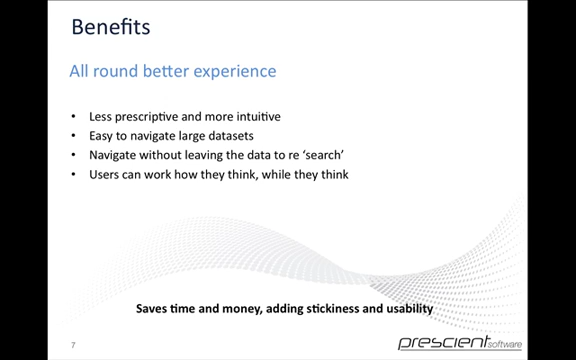 Benefits
All round better experience
• Less prescriptive and more intuitive
• Easy to navigate large datasets
• Navigate without leaving the data to re ‘search’
• Users can work how they think, while they think
Saves time and money, adding stickiness and usability
7
prescient software